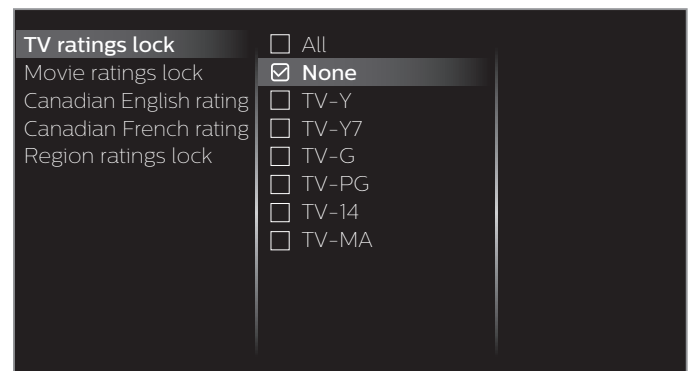 TV ratings lock
Movie ratings lock
Canadian English rating
Canadian French rating
Region ratings lock
All
None
TV-Y
TV-Y7
TV-G
TV-PG
TV-14
TV-MA